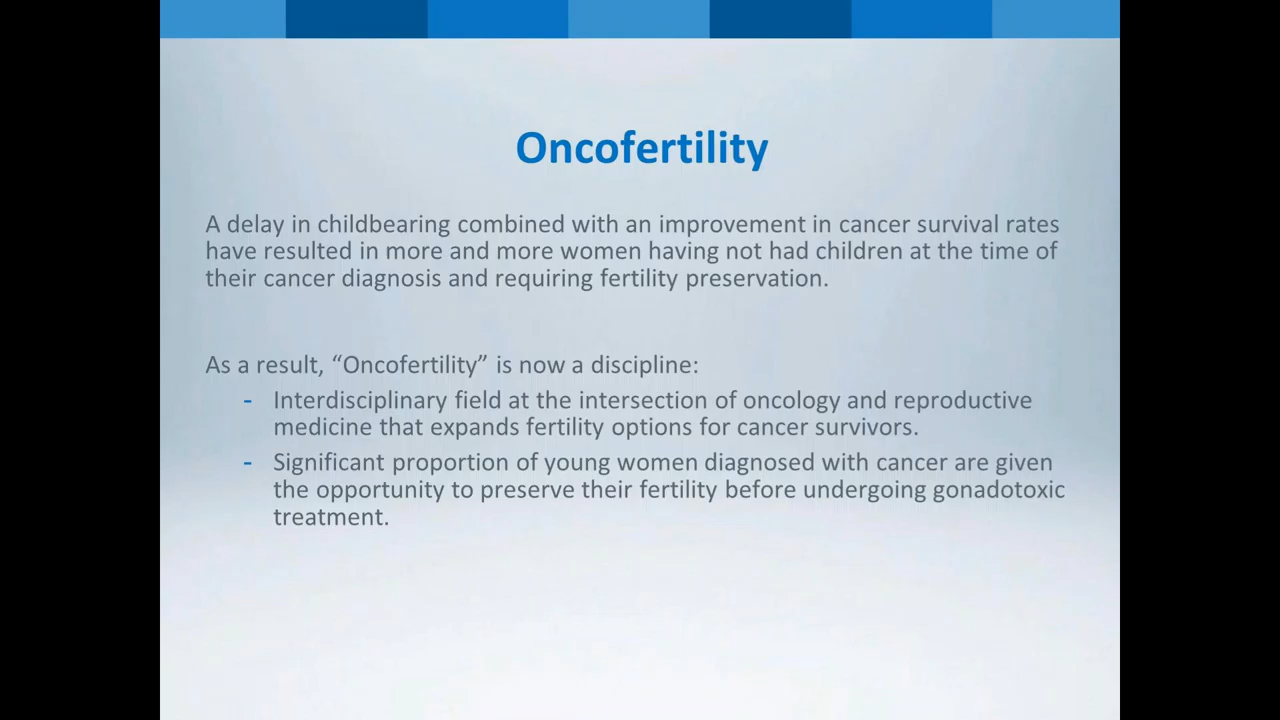 Oncofertility
A delay in childbearing combined with an improvement in cancer survival rates
have resulted in more and more women having not had children at the time of
their cancer diagnosis and requiring fertility preservation.
As a result, “Oncofertility” is now a discipline:
- Interdisciplinary field at the intersection of oncology and reproductive
medicine that expands fertility options for cancer survivors.
- Significant proportion of young women diagnosed with cancer are given
the opportunity to preserve their fertility before undergoing gonadotoxic
treatment.